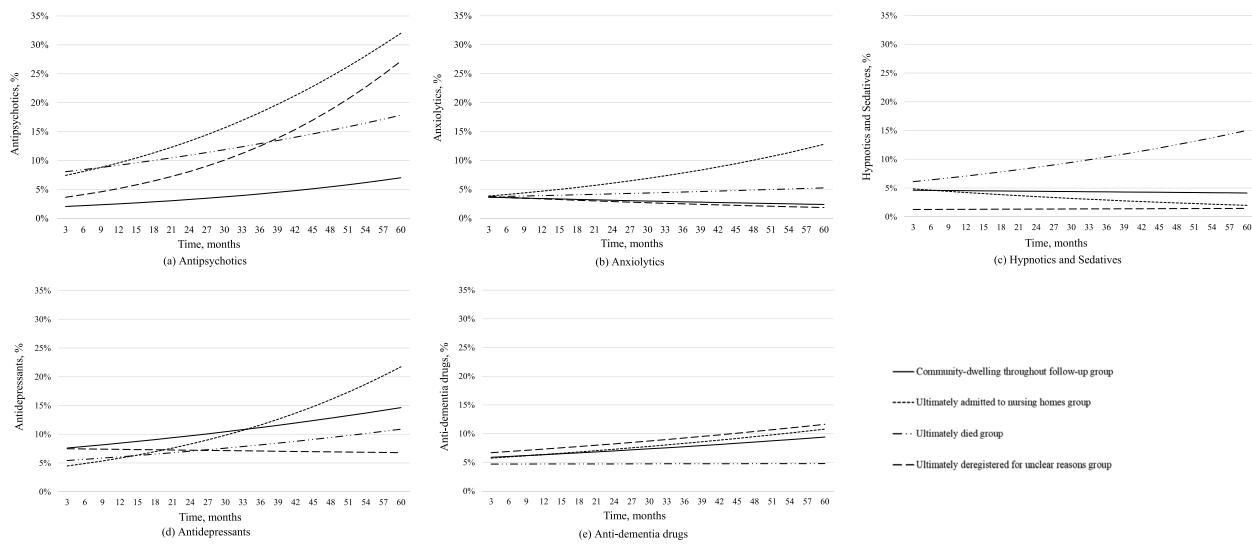 35%
30%
25%
20%
15%
10%
5%
0%
Antipsychotics, %
3 6 9 12 15 18 21 24 27 30 33 36 39 42 45 48 51 54 57 60
Time, months
(a) Antipsychotics
35%
30%
25%
20%
15%
10%
5%
0%
Anxiolytics, %
3 6 9 12 15 18 21 24 27 30 33 36 39 42 45 48 51 54 57 60
Time, months
(b) Anxiolytics
35%
30%
25%
20%
15%
10%
5%
0%
Hypnotics and Sedatives, %
3 6 9 12 15 18 21 24 27 30 33 36 39 42 45 48 51 54 57 60
Time, months
(c) Hypnotics and Sedatives
35%
30%
25%
20%
15%
10%
5%
0%
Antidepressants, %
3 6 9 12 15 18 21 24 27 30 33 36 39 42 45 48 51 54 57 60
Time, months
(d) Antidepressants
35%
30%
25%
20%
15%
10%
5%
0%
Anti-dementia drugs, %
3 6 9 12 15 18 21 24 27 30 33 36 39 42 45 48 51 54 57 60
Time, months
(e) Anti-dementia drugs
Community-dwelling throughout follow-up group
Ultimately admitted to nursing homes group
Ultimately died group
Ultimately deregistered for unclear reasons group